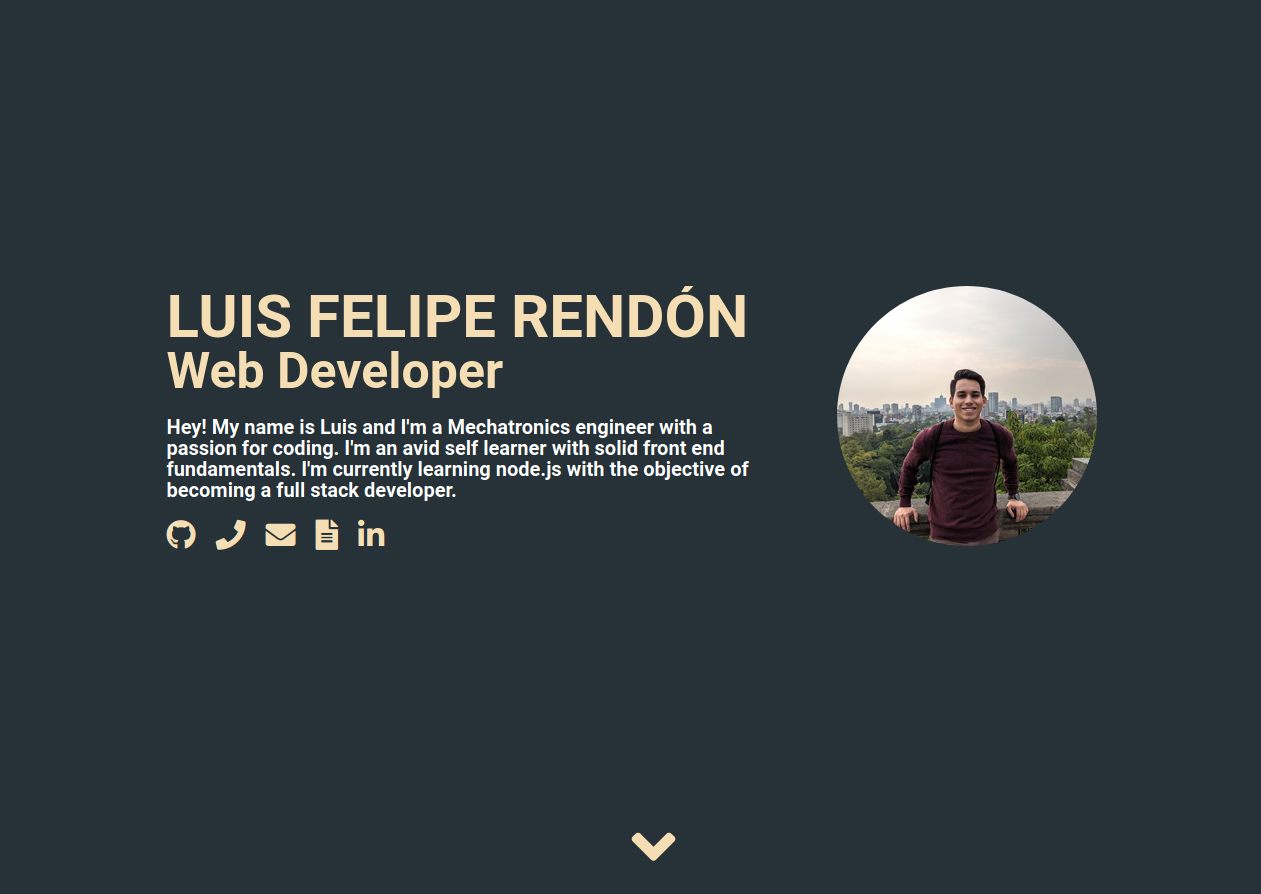 LUIS FELIPE RENDÓN
Web Developer
Hey! My name is Luis and I'm a Mechatronics engineer with a
passion for coding. I'm an avid self learner with solid front end
fundamentals. I'm currently learning node.js with the objective of
becoming a full stack developer.
in